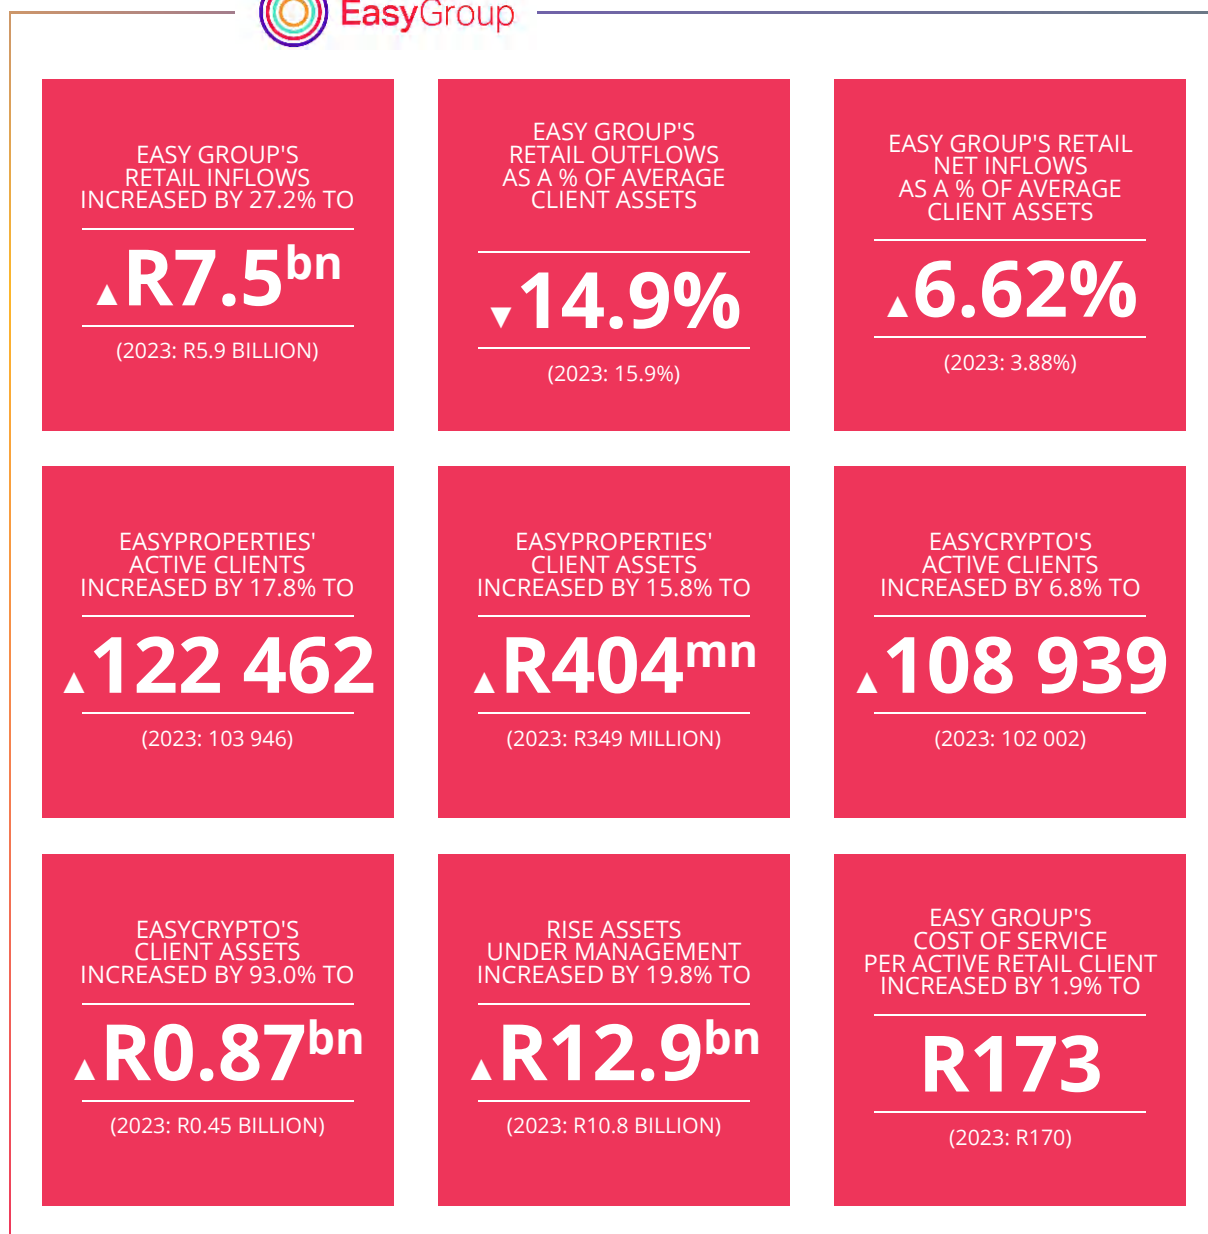 EasyGroup
EASY GROUP'S
RETAIL INFLOWS
INCREASED BY 27.2% TO
▲R7.5bn
(2023: R5.9 BILLION)
EASY GROUP'S
RETAIL OUTFLOWS
AS A % OF AVERAGE
CLIENT ASSETS
▼14.9%
(2023: 15.9%)
EASY GROUP'S RETAIL
NET INFLOWS
AS A % OF AVERAGE
CLIENT ASSETS
▲6.62%
(2023: 3.88%)
EASYPROPERTIES'
ACTIVE CLIENTS
INCREASED BY 17.8% TO
▲122 462
(2023: 103 946)
EASYPROPERTIES'
CLIENT ASSETS
INCREASED BY 15.8% TO
▲R404mn
(2023: R349 MILLION)
EASYCRYPTO'S
ACTIVE CLIENTS
INCREASED BY 6.8% TO
▲108 939
(2023: 102 002)
EASYCRYPTO'S
CLIENT ASSETS
INCREASED BY 93.0% TO
▲R0.87bn
(2023: R0.45 BILLION)
RISE ASSETS
UNDER MANAGEMENT
INCREASED BY 19.8% TO
▲R12.9bn
(2023: R10.8 BILLION)
EASY GROUP'S
COST OF SERVICE
PER ACTIVE RETAIL CLIENT
INCREASED BY 1.9% TO
R173
(2023: R170)